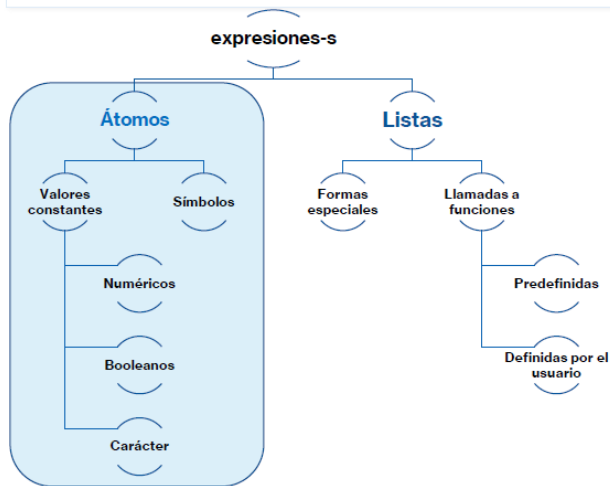 expresiones-s
Átomos
Listas
Valores
constantes
Símbolos
Formas
especiales
Llamadas a
funciones
Numéricos
Predefinidas
Booleanos
Definidas por el
usuario
Carácter